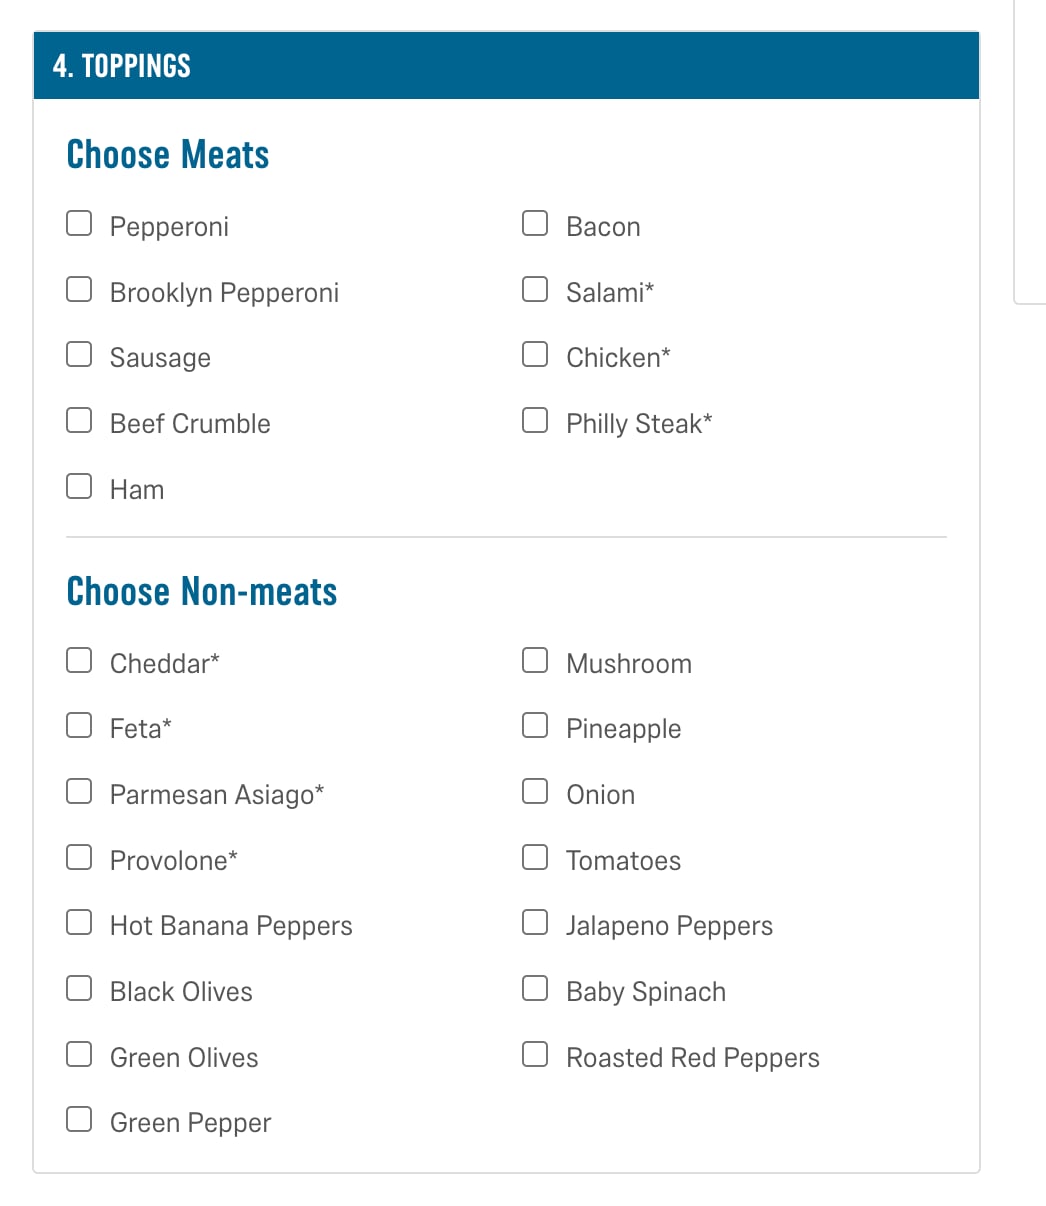 4. TOPPINGS
Choose Meats
Pepperoni
Bacon
Brooklyn Pepperoni
Salami*
Sausage
Chicken*
Beef Crumble
Philly Steak*
Ham
Choose Non-meats
Cheddar*
Mushroom
Feta*
Pineapple
Parmesan Asiago*
Onion
Provolone*
Tomatoes
Hot Banana Peppers
Jalapeno Peppers
Black Olives
Baby Spinach
Green Olives
Roasted Red Peppers
Green Pepper